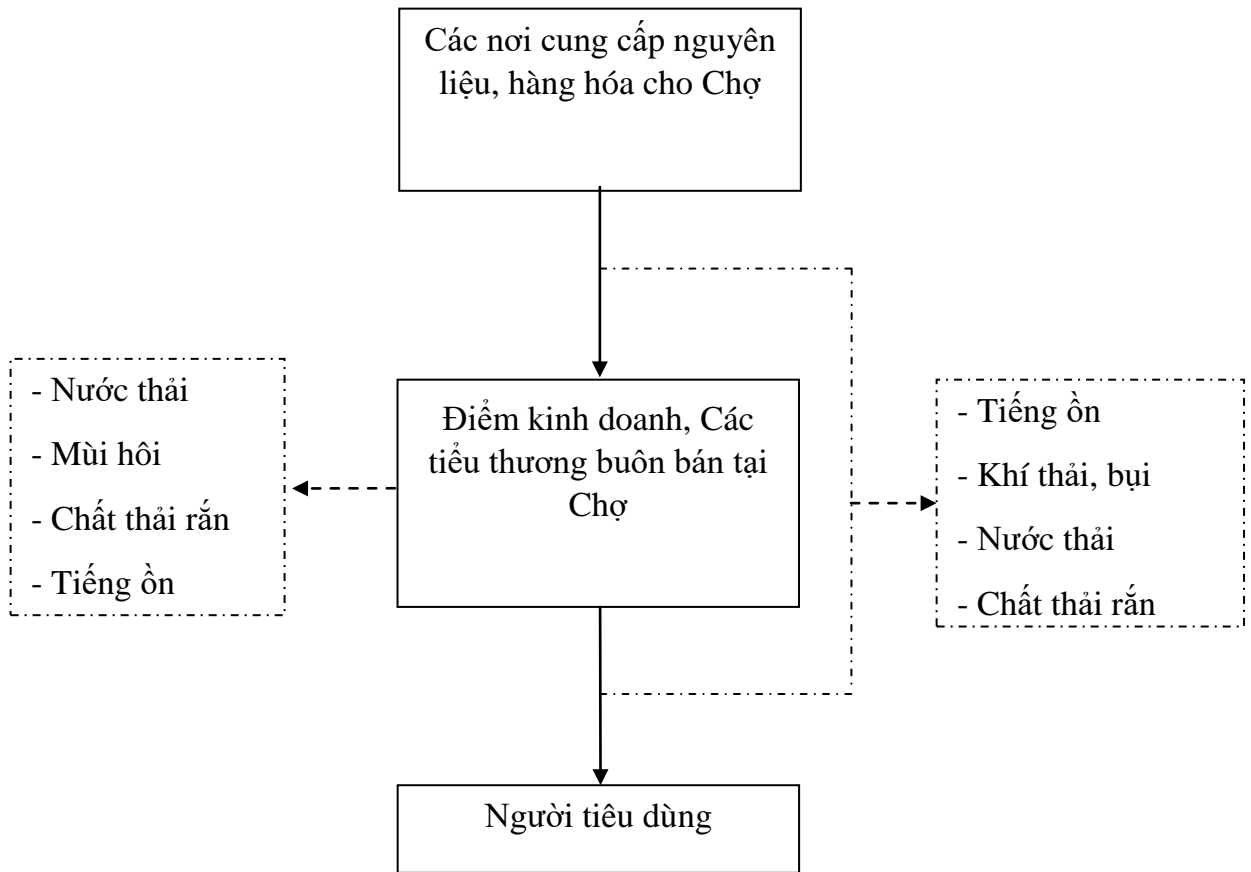 Các nơi cung cấp nguyên
liệu, hàng hóa cho Chợ
- Nước thải
- Mùi hôi
- Chất thải rắn
- Tiếng ồn
Điểm kinh doanh, Các
tiểu thương buôn bán tại
Chợ
- Tiếng ồn
- Khí thải, bụi
- Nước thải
- Chất thải rắn
Người tiêu dùng